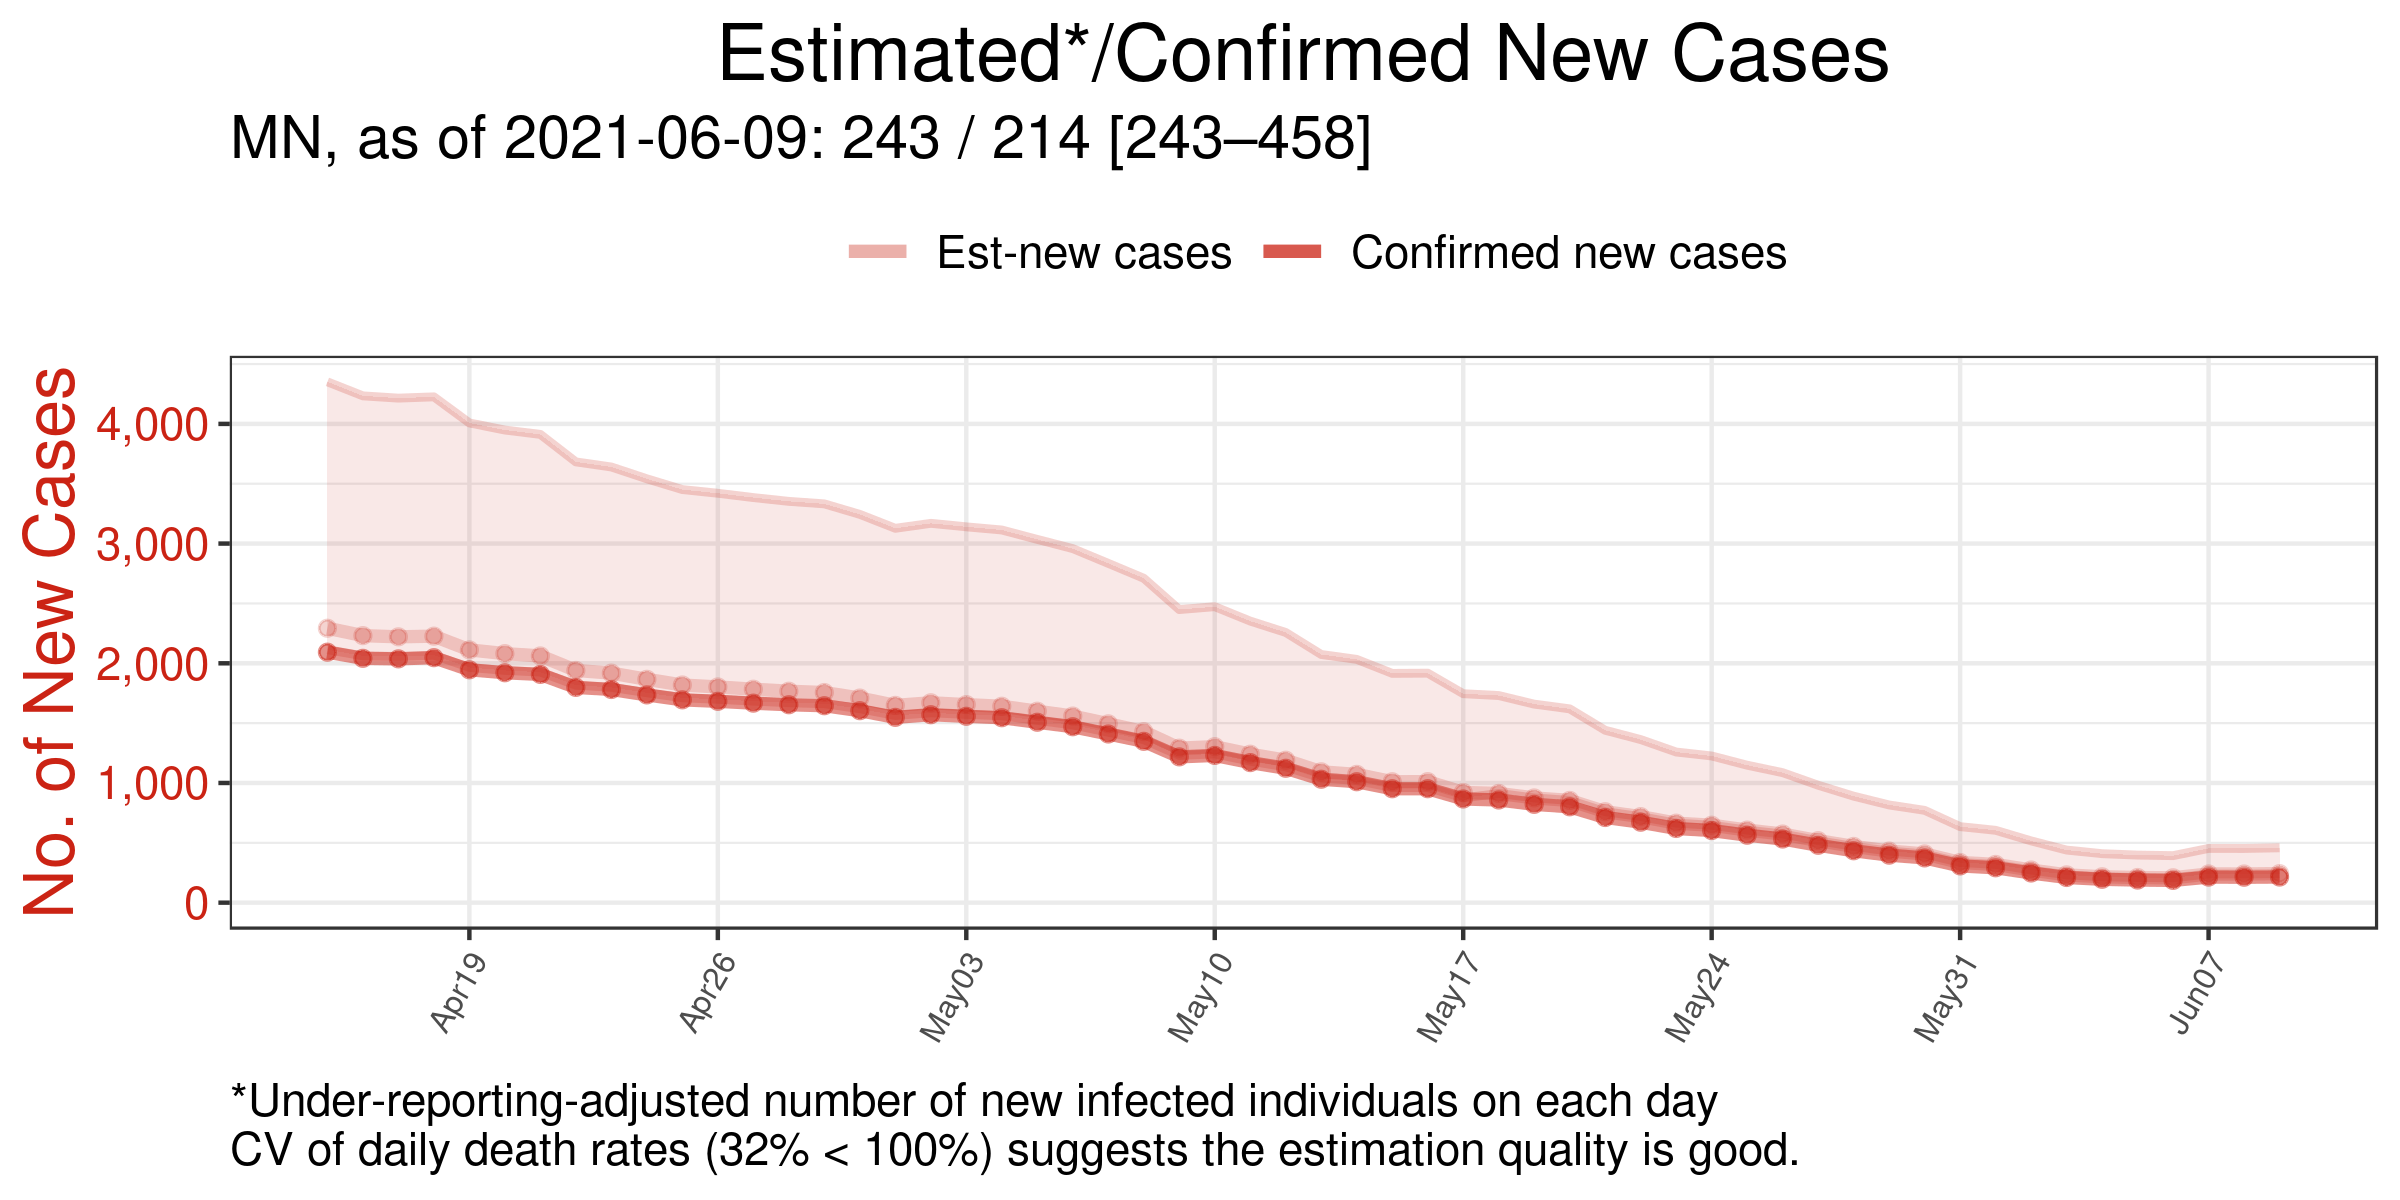 Estimated*/Confirmed New Cases
MN, as of 2021-06-09: 243 / 214 [243–458]
Est-new cases Confirmed new cases
No. of New Cases
4,000
3,000
2,000
1,000
0
Apr19 Apr26 May03 May10 May17 May24 May31 Jun07
*Under-reporting-adjusted number of new infected individuals on each day
CV of daily death rates (32% < 100%) suggests the estimation quality is good.